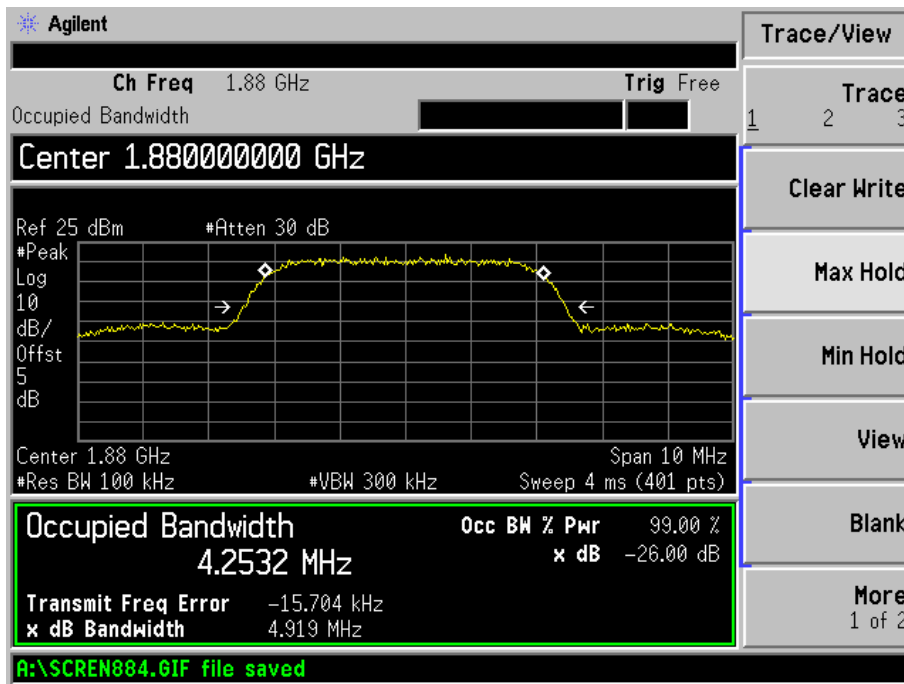 Agilent
Ch Freq 1.88 GHz Trig Free
Occupied Bandwidth
Center 1.880000000 GHz
Ref 25 dBm #Atten 30 dB
#Peak
Log
10
dB/
Offst
5
dB
Center 1.88 GHz Span 10 MHz
#Res BW 100 kHz #VBW 300 kHz Sweep 4 ms (401 pts)
Occupied Bandwidth Occ BW % Pwr 99.00 %
4.2532 MHz x dB -26.00 dB
Transmit Freq Error -15.704 kHz
x dB Bandwidth 4.919 MHz
A:\SCREN884.GIF file saved
Trace/View
Trace
1 2 3
Clear Write
Max Hold
Min Hold
View
Blank
More
1 of 2